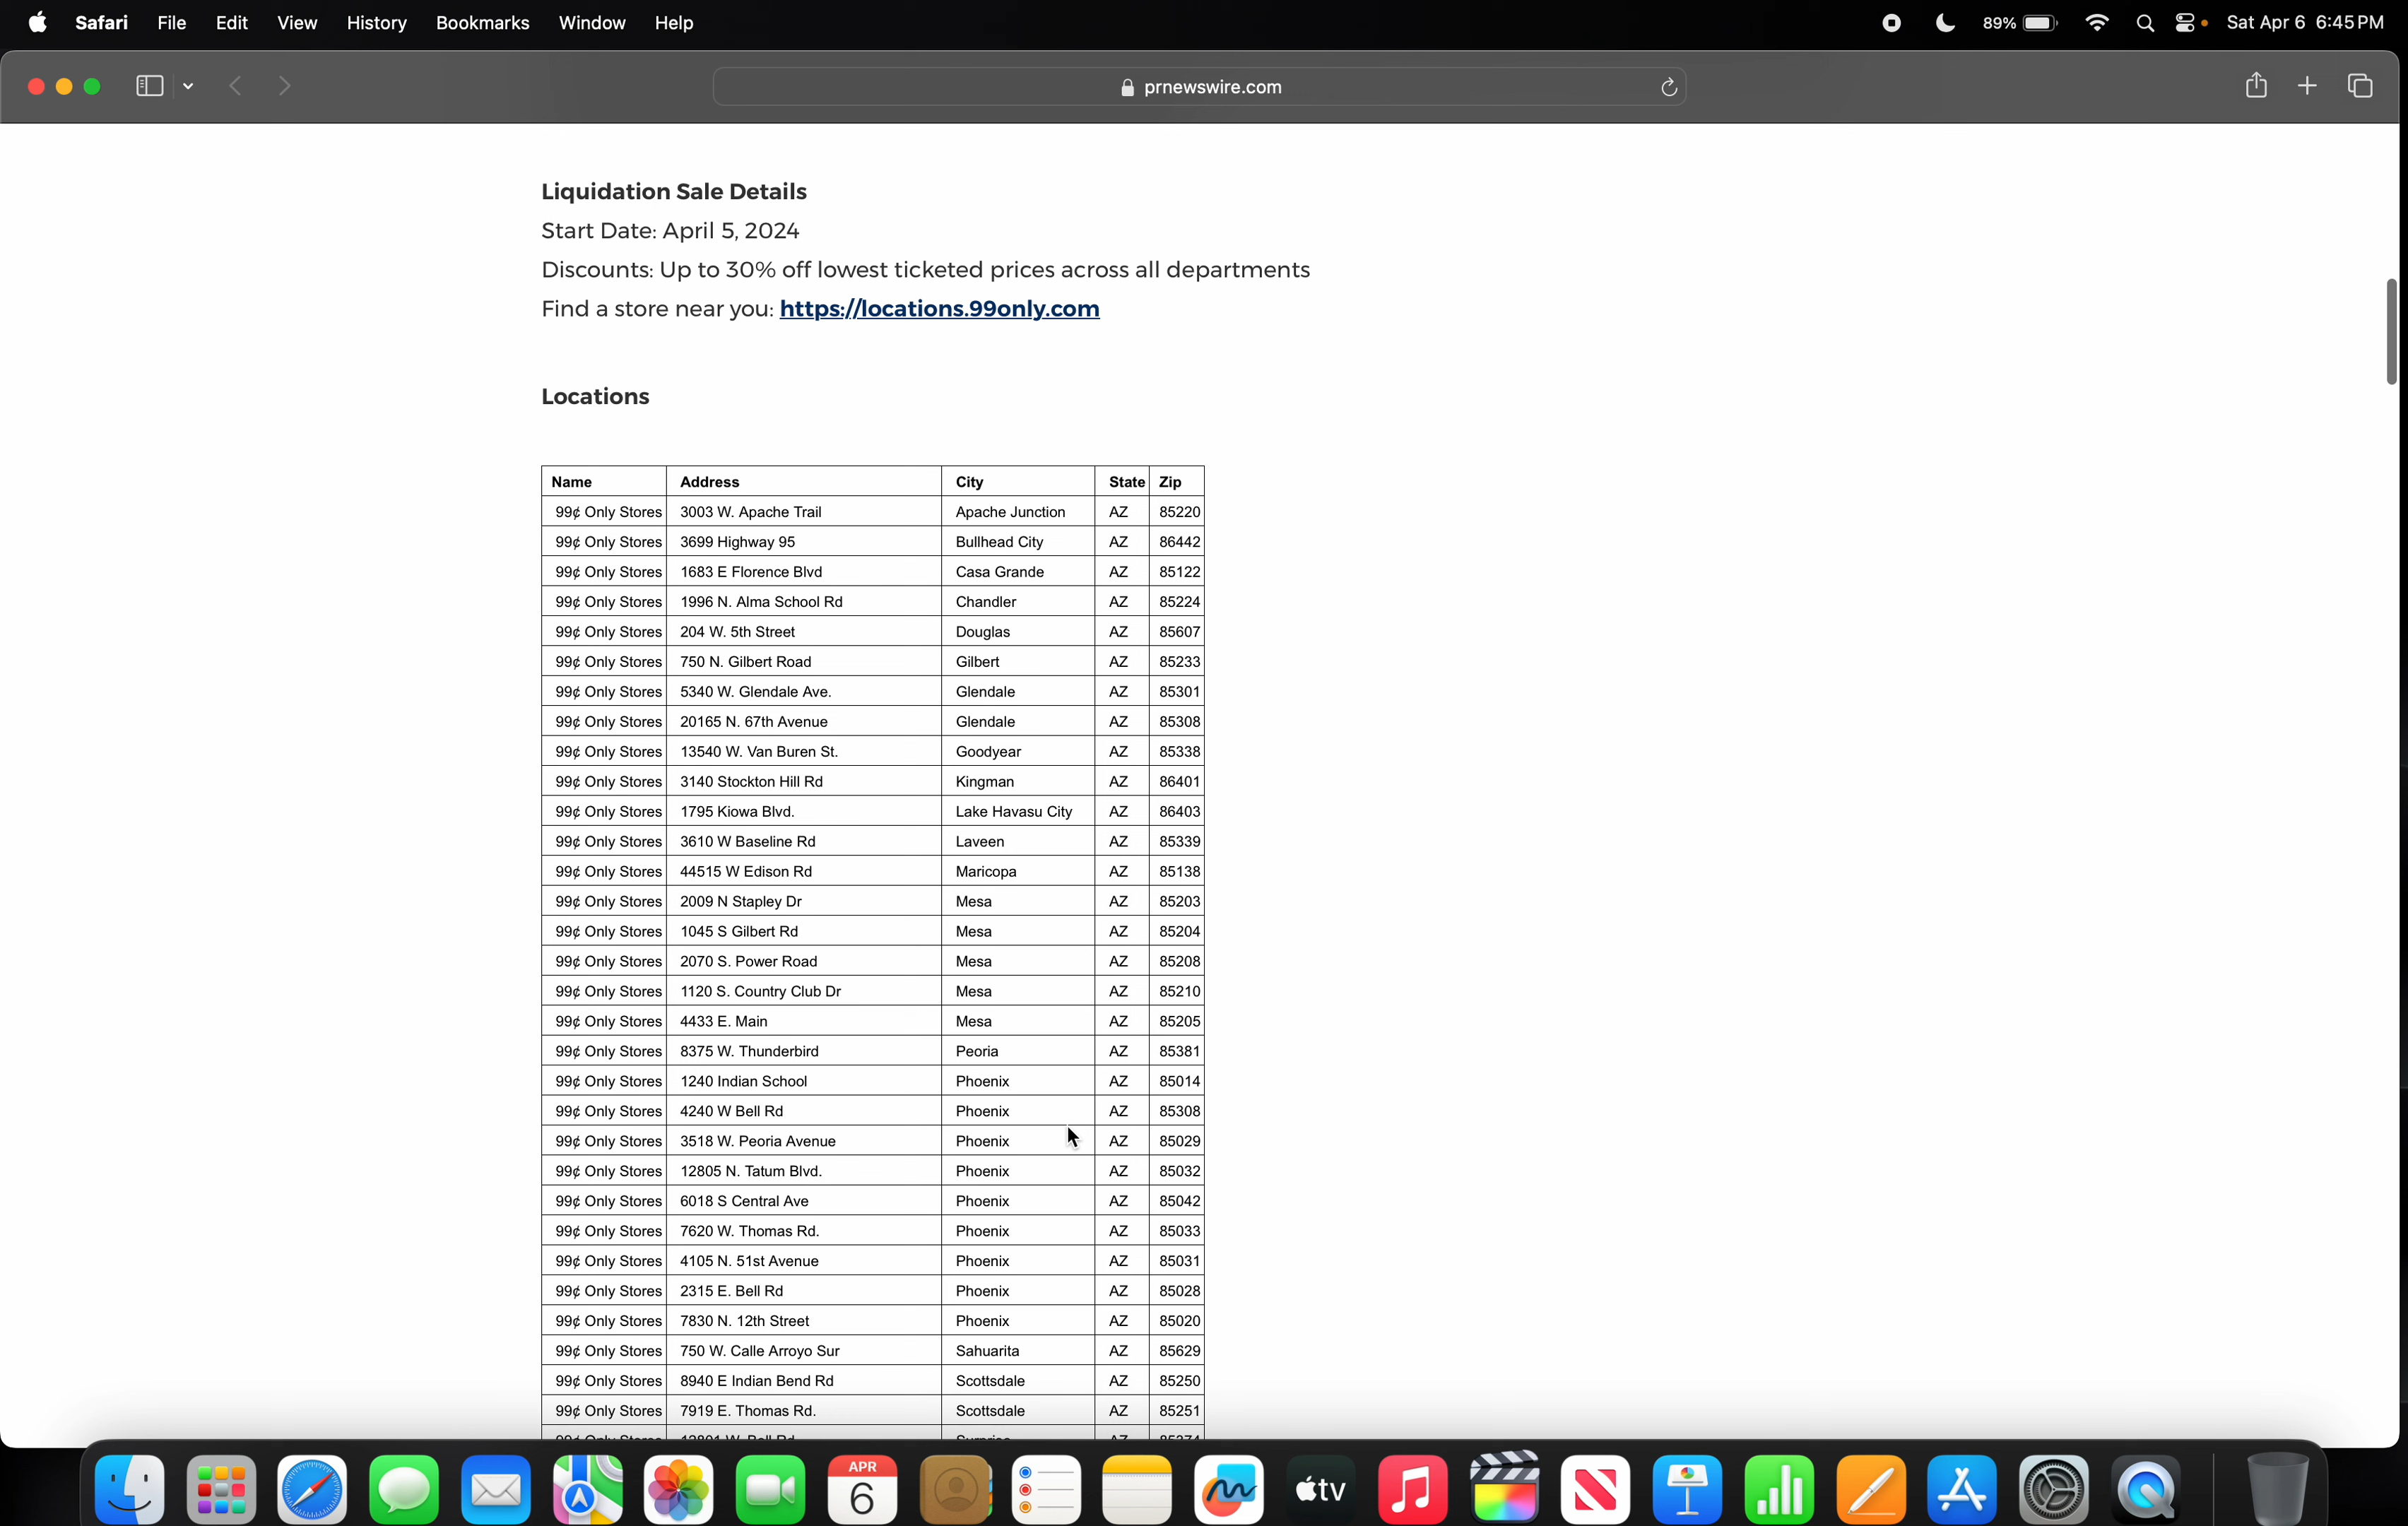 Safari File Edit View History Bookmarks Window Help 89% Sat Apr 6 6:45 PM
prnewswire.com
Liquidation Sale Details
Start Date: April 5, 2024
Discounts: Up to 30% off lowest ticketed prices across all departments
Find a store near you: https://locations.99only.com
Locations
Name Address City State Zip
99¢ Only Stores 3003 W. Apache Trail Apache Junction AZ 85220
99¢ Only Stores 3699 Highway 95 Bullhead City AZ 86442
99¢ Only Stores 1683 E Florence Blvd Casa Grande AZ 85122
99¢ Only Stores 1996 N. Alma School Rd Chandler AZ 85224
99¢ Only Stores 204 W. 5th Street Douglas AZ 85607
99¢ Only Stores 750 N. Gilbert Road Gilbert AZ 85233
99¢ Only Stores 5340 W. Glendale Ave. Glendale AZ 85301
99¢ Only Stores 20165 N. 67th Avenue Glendale AZ 85308
99¢ Only Stores 13540 W. Van Buren St. Goodyear AZ 85338
99¢ Only Stores 3140 Stockton Hill Rd Kingman AZ 86401
99¢ Only Stores 1795 Kiowa Blvd. Lake Havasu City AZ 86403
99¢ Only Stores 3610 W Baseline Rd Laveen AZ 85339
99¢ Only Stores 44515 W Edison Rd Maricopa AZ 85138
99¢ Only Stores 2009 N Stapley Dr Mesa AZ 85203
99¢ Only Stores 1045 S Gilbert Rd Mesa AZ 85204
99¢ Only Stores 2070 S. Power Road Mesa AZ 85208
99¢ Only Stores 1120 S. Country Club Dr Mesa AZ 85210
99¢ Only Stores 4433 E. Main Mesa AZ 85205
99¢ Only Stores 8375 W. Thunderbird Peoria AZ 85381
99¢ Only Stores 1240 Indian School Phoenix AZ 85014
99¢ Only Stores 4240 W Bell Rd Phoenix AZ 85308
99¢ Only Stores 3518 W. Peoria Avenue Phoenix AZ 85029
99¢ Only Stores 12805 N. Tatum Blvd. Phoenix AZ 85032
99¢ Only Stores 6018 S Central Ave Phoenix AZ 85042
99¢ Only Stores 7620 W. Thomas Rd. Phoenix AZ 85033
99¢ Only Stores 4105 N. 51st Avenue Phoenix AZ 85031
99¢ Only Stores 2315 E. Bell Rd Phoenix AZ 85028
99¢ Only Stores 7830 N. 12th Street Phoenix AZ 85020
99¢ Only Stores 750 W. Calle Arroyo Sur Sahuarita AZ 85629
99¢ Only Stores 8940 E Indian Bend Rd Scottsdale AZ 85250
99¢ Only Stores 7919 E. Thomas Rd. Scottsdale AZ 85251
APR
6
tv